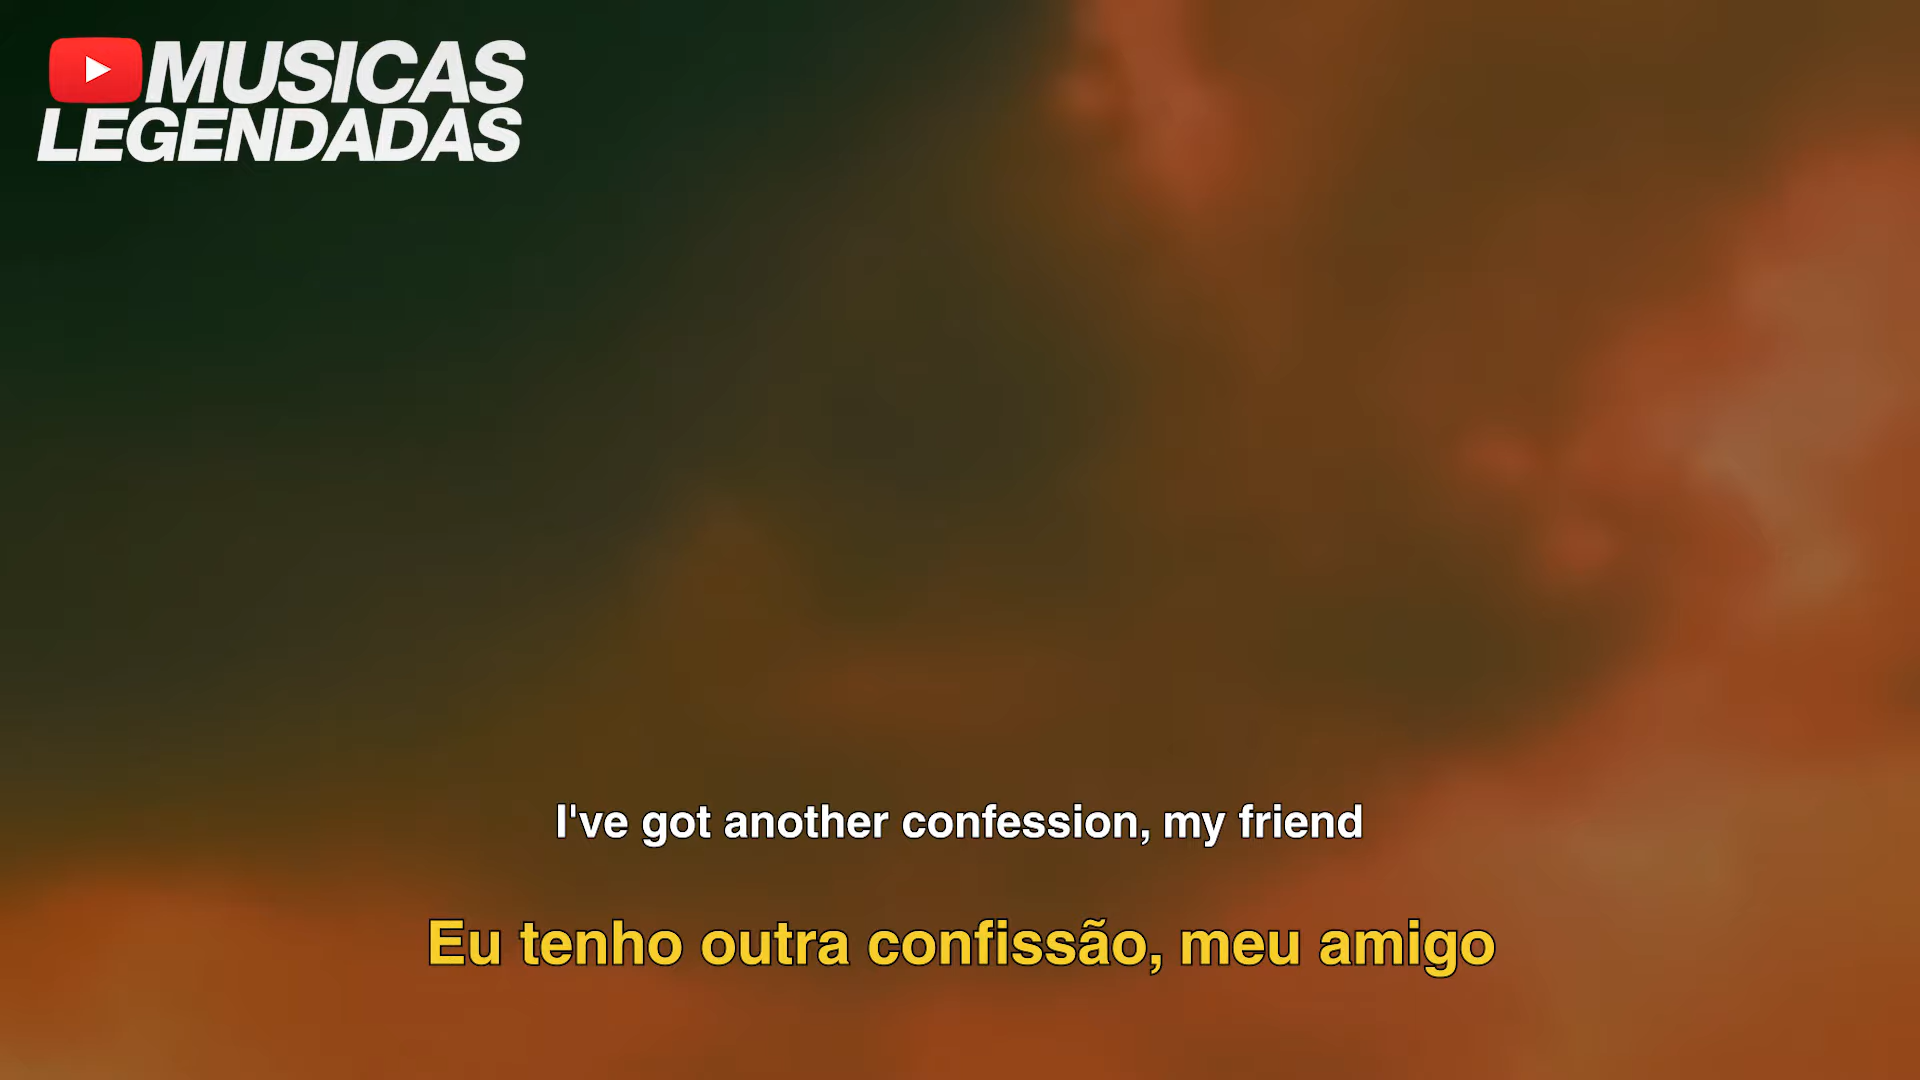 MUSICAS
LEGENDADAS
I've got another confession, my friend
Eu tenho outra confissão, meu amigo